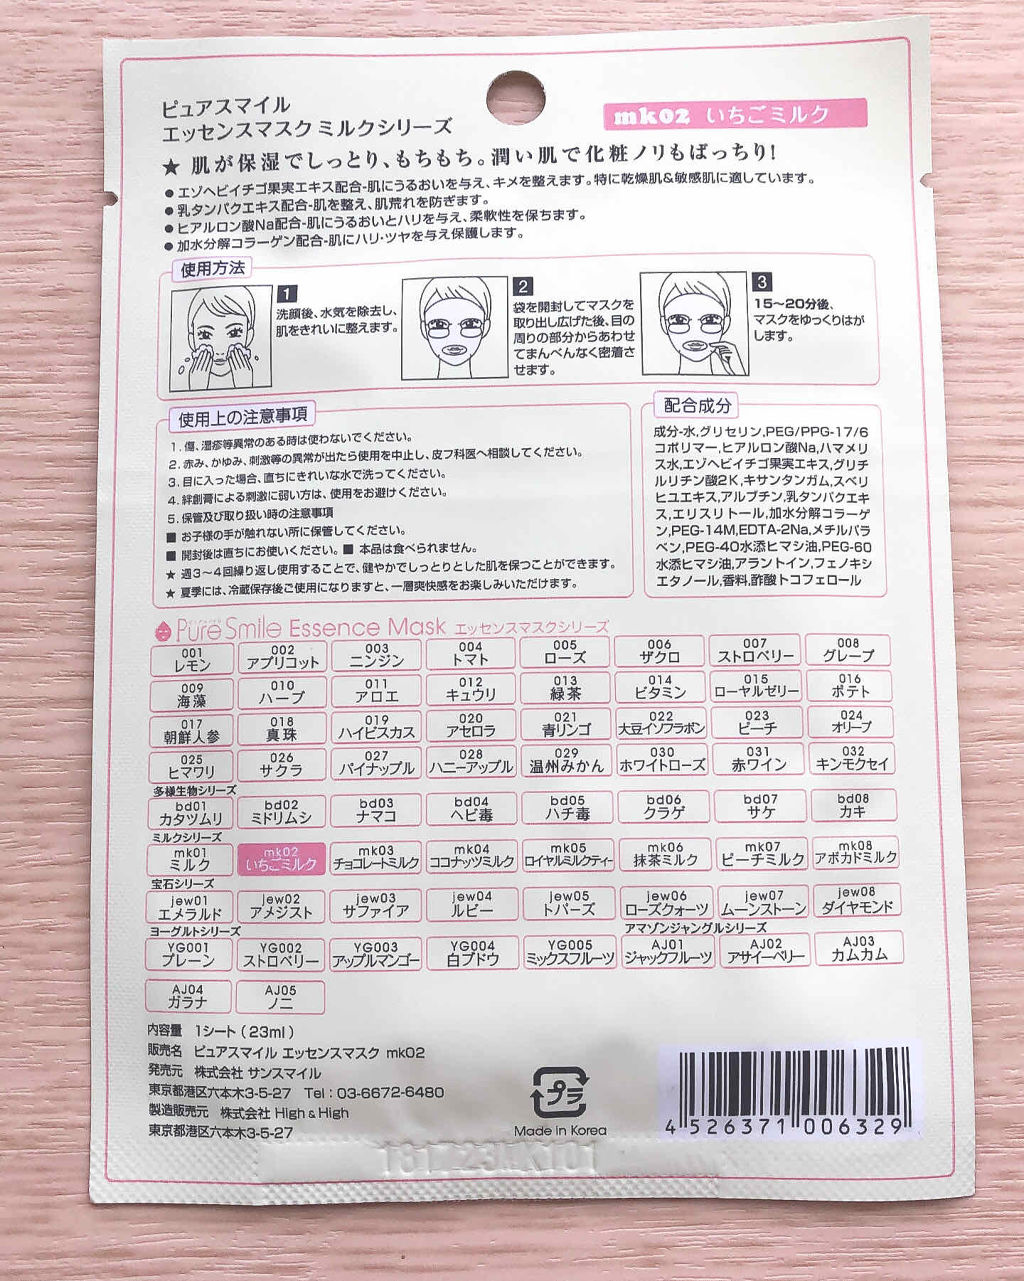 ピュアスマイル
エッセンスマスク ミルクシリーズ
mk02 いちごミルク
★ 肌が保湿でしっとり、もちもち。潤い肌で化粧ノリもばっちり!
●エゾヘビイチゴ果実エキス配合-肌にうるおいを与え、キメを整えます。特に乾燥肌&敏感肌に適しています。
●乳タンパクエキス配合-肌を整え、肌荒れを防ぎます。
●ヒアルロン酸Na配合-肌にうるおいとハリを与え、柔軟性を保ちます。
●加水分解コラーゲン配合-肌にハリ・ツヤを与え保護します。
使用方法
1
洗顔後、水気を除去し、
肌をきれいに整えます。
2
袋を開封してマスクを
取り出し広げた後、目の
周りの部分からあわせ
てまんべんなく密着さ
せます。
3
15〜20分後、
マスクをゆっくりはが
します。
使用上の注意事項
1. 傷、湿疹等異常のある時は使わないでください。
2. 赤み、かゆみ、刺激等の異常が出たら使用を中止し、皮フ科医へ相談してください。
3. 目に入った場合、直ちにきれいな水で洗ってください。
4. 絆創膏による刺激に弱い方は、使用をお避けください。
5. 保管及び取り扱い時の注意事項
■ お子様の手が触れない所に保管してください。
■ 開封後は直ちにお使いください。■ 本品は食べられません。
★ 週3〜4回繰り返し使用することで、健やかでしっとりとした肌を保つことができます。
★ 夏季には、冷蔵保存後ご使用になりますと、一層爽快感をお楽しみいただけます。
配合成分
成分-水,グリセリン,PEG/PPG-17/6
コポリマー,ヒアルロン酸Na,ハマメリ
ス水,エゾヘビイチゴ果実エキス,グリチ
ルリチン酸2K,キサンタンガム,スベリ
ヒユエキス,アルブチン,乳タンパクエキ
ス,エリスリトール,加水分解コラーゲ
ン,PEG-14M,EDTA-2Na,メチルパラ
ベン,PEG-40水添ヒマシ油,PEG-60
水添ヒマシ油,アラントイン,フェノキシ
エタノール,香料,酢酸トコフェロール
Pure Smile Essence Mask エッセンスマスクシリーズ
001 002 003 004 005 006 007 008
レモン アプリコット ニンジン トマト ローズ ザクロ ストロベリー グレープ
009 010 011 012 013 014 015 016
海藻 ハーブ アロエ キュウリ 緑茶 ビタミン ローヤルゼリー ポテト
017 018 019 020 021 022 023 024
朝鮮人参 真珠 ハイビスカス アセロラ 青リンゴ 大豆イソフラボン ピーチ オリーブ
025 026 027 028 029 030 031 032
ヒマワリ サクラ パイナップル ハニーアップル 温州みかん ホワイトローズ 赤ワイン キンモクセイ
多様生物シリーズ
bd01 bd02 bd03 bd04 bd05 bd06 bd07 bd08
カタツムリ ミドリムシ ナマコ ヘビ毒 ハチ毒 クラゲ サケ カキ
ミルクシリーズ
mk01 mk02 mk03 mk04 mk05 mk06 mk07 mk08
ミルク いちごミルク チョコレートミルク ココナッツミルク ロイヤルミルクティー 抹茶ミルク ピーチミルク アボカドミルク
宝石シリーズ
jew01 jew02 jew03 jew04 jew05 jew06 jew07 jew08
エメラルド アメジスト サファイア ルビー トパーズ ローズクォーツ ムーンストーン ダイヤモンド
ヨーグルトシリーズ アマゾンジャングルシリーズ
YG001 YG002 YG003 YG004 YG005 AJ01 AJ02 AJ03
プレーン ストロベリー アップルマンゴー 白ブドウ ミックスフルーツ ジャックフルーツ アサイーベリー カムカム
AJ04 AJ05
ガラナ ノニ
内容量 1シート(23ml)
販売名 ピュアスマイル エッセンスマスク mk02
発売元 株式会社 サンスマイル
東京都港区六本木3-5-27 Tel:03-6672-6480
製造販売元 株式会社 High & High
東京都港区六本木3-5-27
プラ
Made in Korea
4 526371 006329